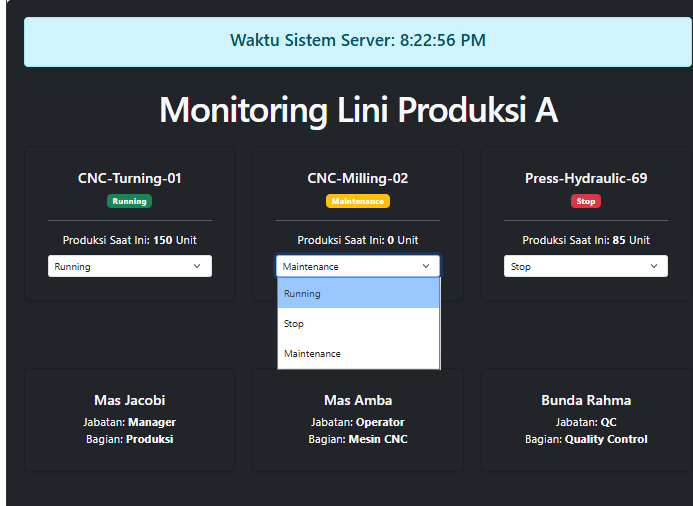 Waktu Sistem Server: 8:22:56 PM
Monitoring Lini Produksi A
CNC-Turning-01
Running
Produksi Saat Ini: 150 Unit
Running
CNC-Milling-02
Maintenance
Produksi Saat Ini: 0 Unit
Maintenance
Running
Stop
Maintenance
Press-Hydraulic-69
Stop
Produksi Saat Ini: 85 Unit
Stop
Mas Jacobi
Jabatan: Manager
Bagian: Produksi
Mas Amba
Jabatan: Operator
Bagian: Mesin CNC
Bunda Rahma
Jabatan: QC
Bagian: Quality Control